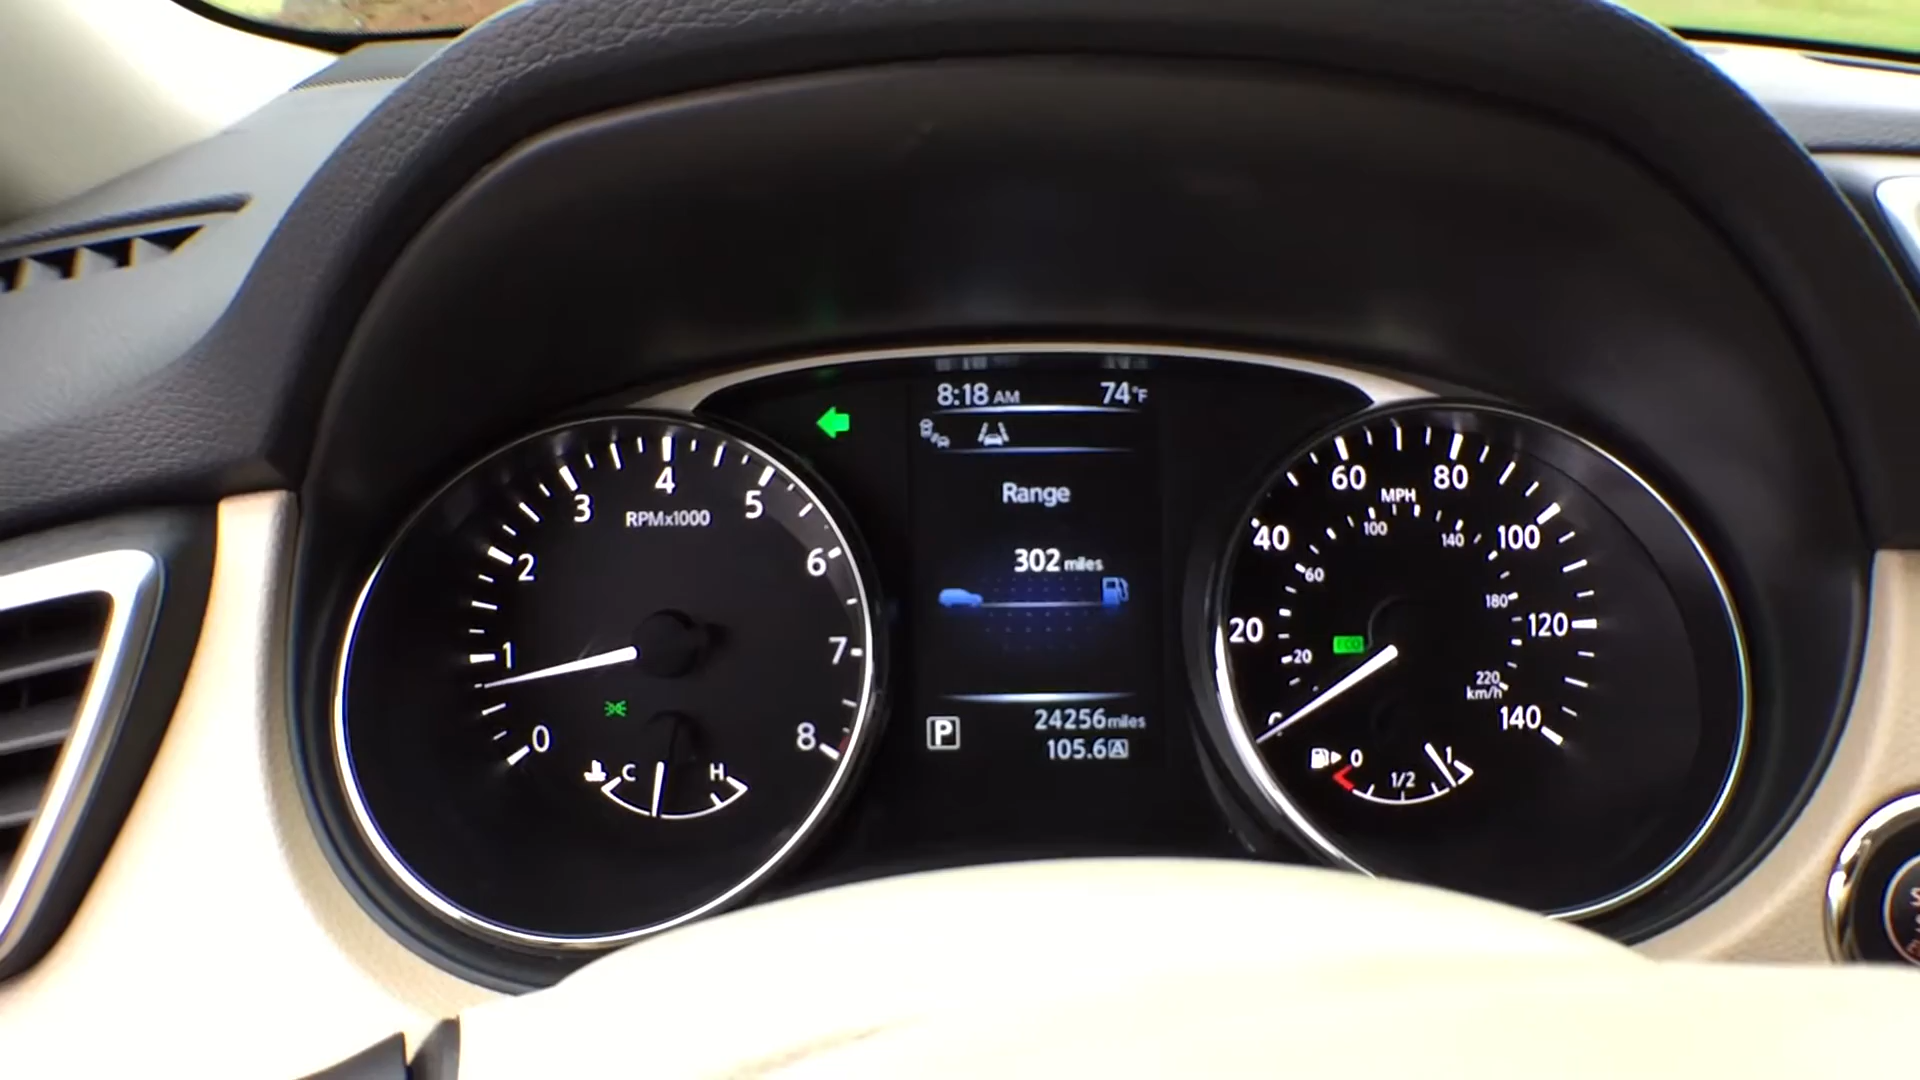 8:18 AM 74°F
Range
302 miles
P
24256 miles
105.6 A
0
1
2
3
4
5
6
7
8
RPMx1000
C H
20
40
60
80
100
120
140
MPH
20
60
100
140
180
220
km/h
ECO
0 1/2 1